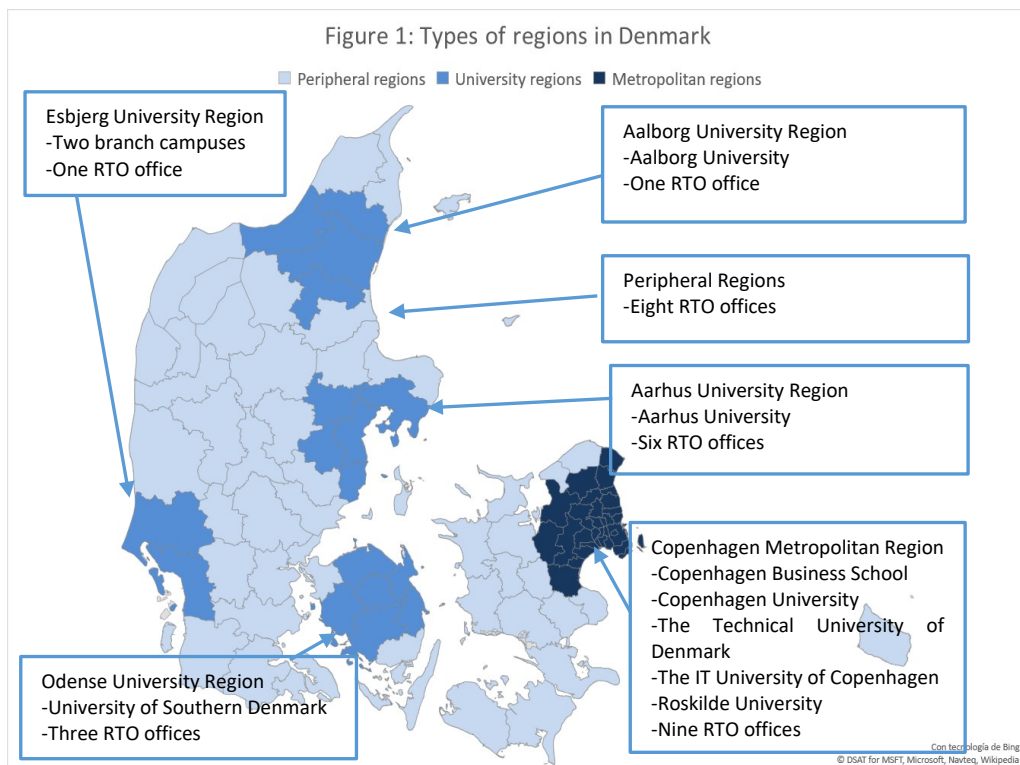 Figure 1: Types of regions in Denmark
Peripheral regions University regions Metropolitan regions
Esbjerg University Region
-Two branch campuses
-One RTO office
Aalborg University Region
-Aalborg University
-One RTO office
Peripheral Regions
-Eight RTO offices
Aarhus University Region
-Aarhus University
-Six RTO offices
Copenhagen Metropolitan Region
-Copenhagen Business School
-Copenhagen University
-The Technical University of
Denmark
-The IT University of Copenhagen
-Roskilde University
-Nine RTO offices
Odense University Region
-University of Southern Denmark
-Three RTO offices
Con tecnología de Bing
© DSAT for MSFT, Microsoft, Navteq, Wikipedia